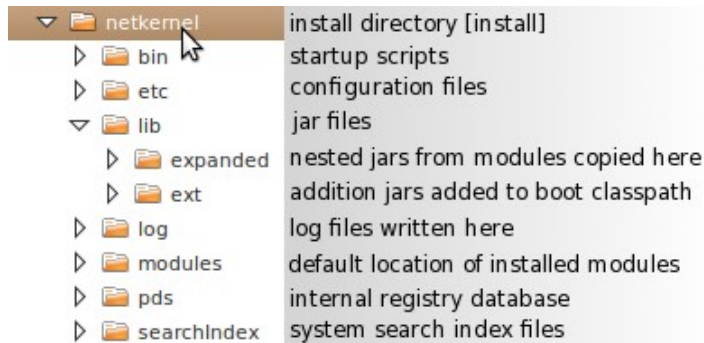 netkernel install directory [install]
bin startup scripts
etc configuration files
lib jar files
expanded nested jars from modules copied here
ext addition jars added to boot classpath
log log files written here
modules default location of installed modules
pds internal registry database
searchIndex system search index files